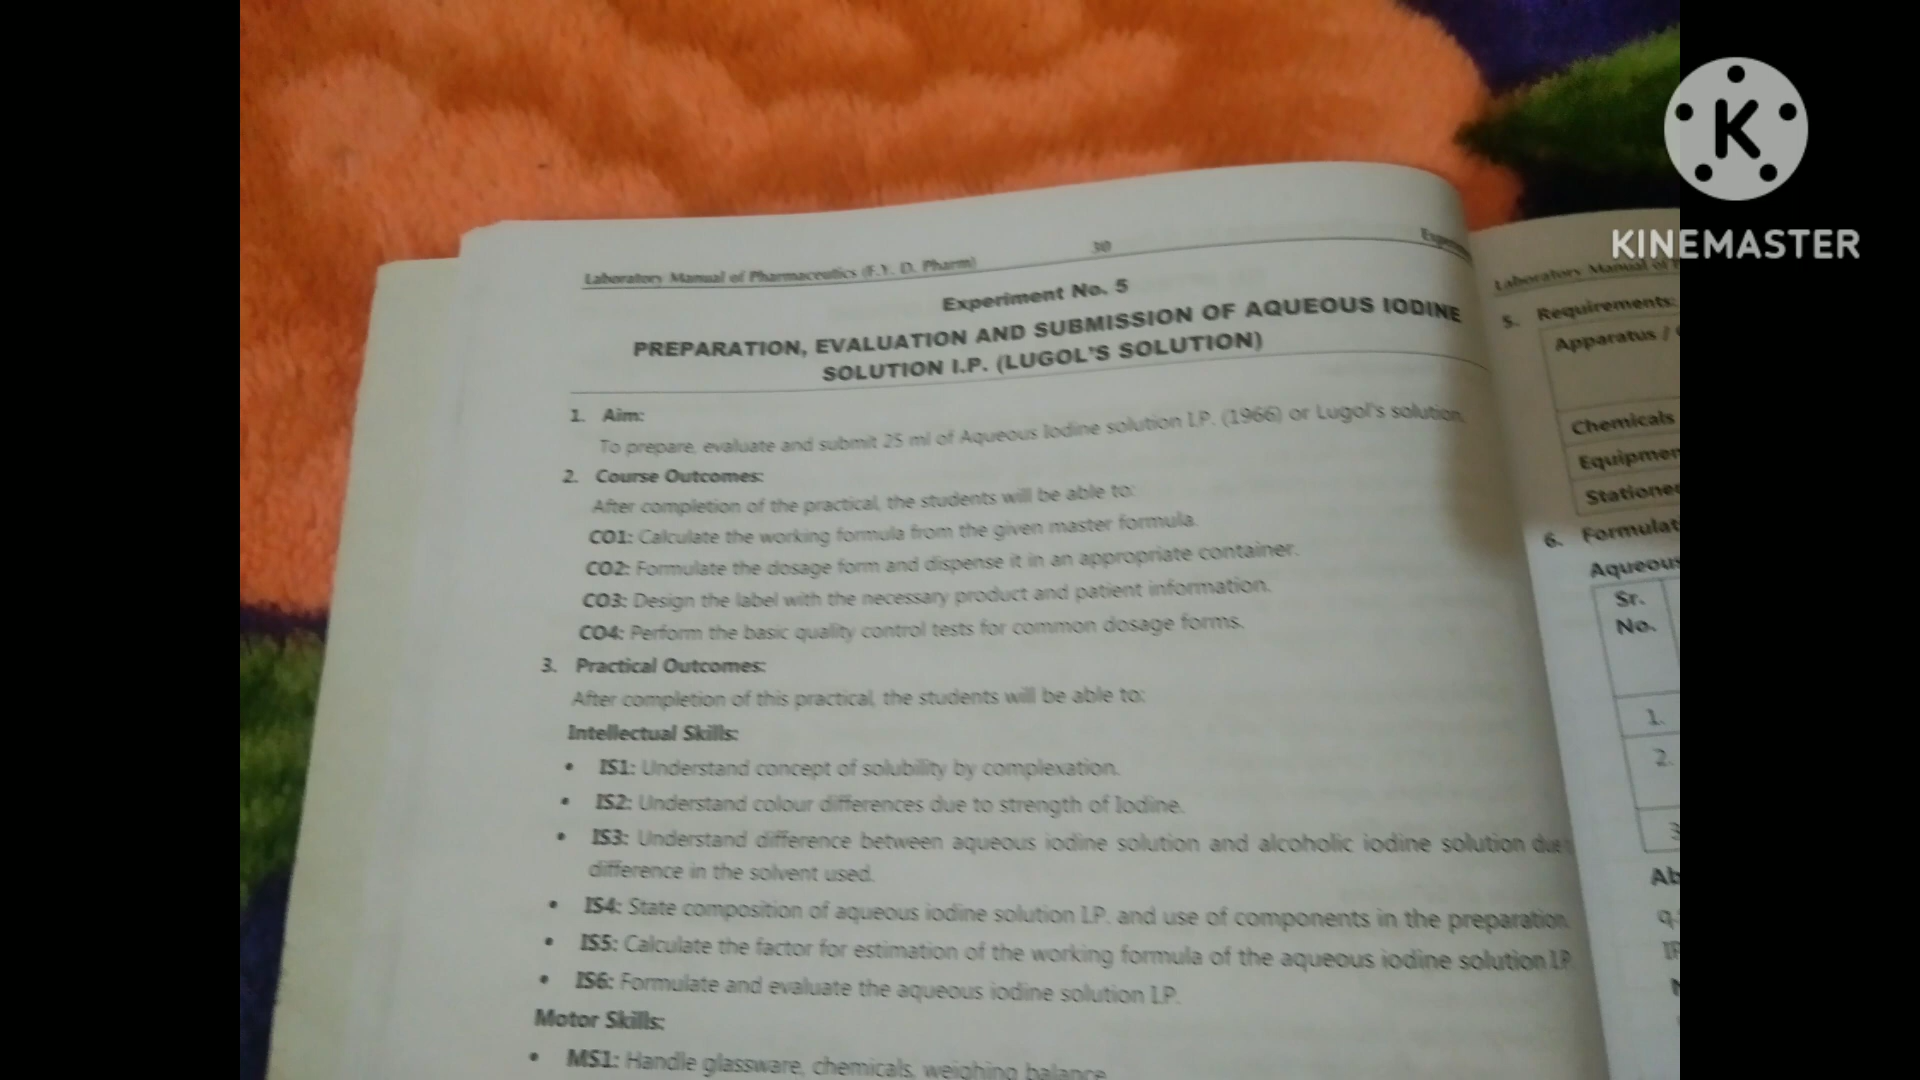 K
KINEMASTER
Laboratory Manual of Pharmaceutics (F.Y. D. Pharm)
30
Experiment No. 5
PREPARATION, EVALUATION AND SUBMISSION OF AQUEOUS IODINE
SOLUTION I.P. (LUGOL'S SOLUTION)
1. Aim:
To prepare, evaluate and submit 25 ml of Aqueous Iodine solution I.P. (1966) or Lugol's solution.
2. Course Outcomes:
After completion of the practical, the students will be able to:
CO1: Calculate the working formula from the given master formula.
CO2: Formulate the dosage form and dispense it in an appropriate container.
CO3: Design the label with the necessary product and patient information.
CO4: Perform the basic quality control tests for common dosage forms.
3. Practical Outcomes:
After completion of this practical, the students will be able to:
Intellectual Skills:
• IS1: Understand concept of solubility by complexation.
• IS2: Understand colour differences due to strength of Iodine.
• IS3: Understand difference between aqueous iodine solution and alcoholic iodine solution due
difference in the solvent used.
• IS4: State composition of aqueous iodine solution I.P. and use of components in the preparation.
• IS5: Calculate the factor for estimation of the working formula of the aqueous iodine solution I.P.
• IS6: Formulate and evaluate the aqueous iodine solution I.P.
Motor Skills:
• MS1: Handle glassware, chemicals, weighing balance
Laboratory Manual of
5. Requirements:
Apparatus /
Chemicals
Equipmen
Statione
6. Formulat
Aqueous
Sr.
No.
1.
2.
3
Ab